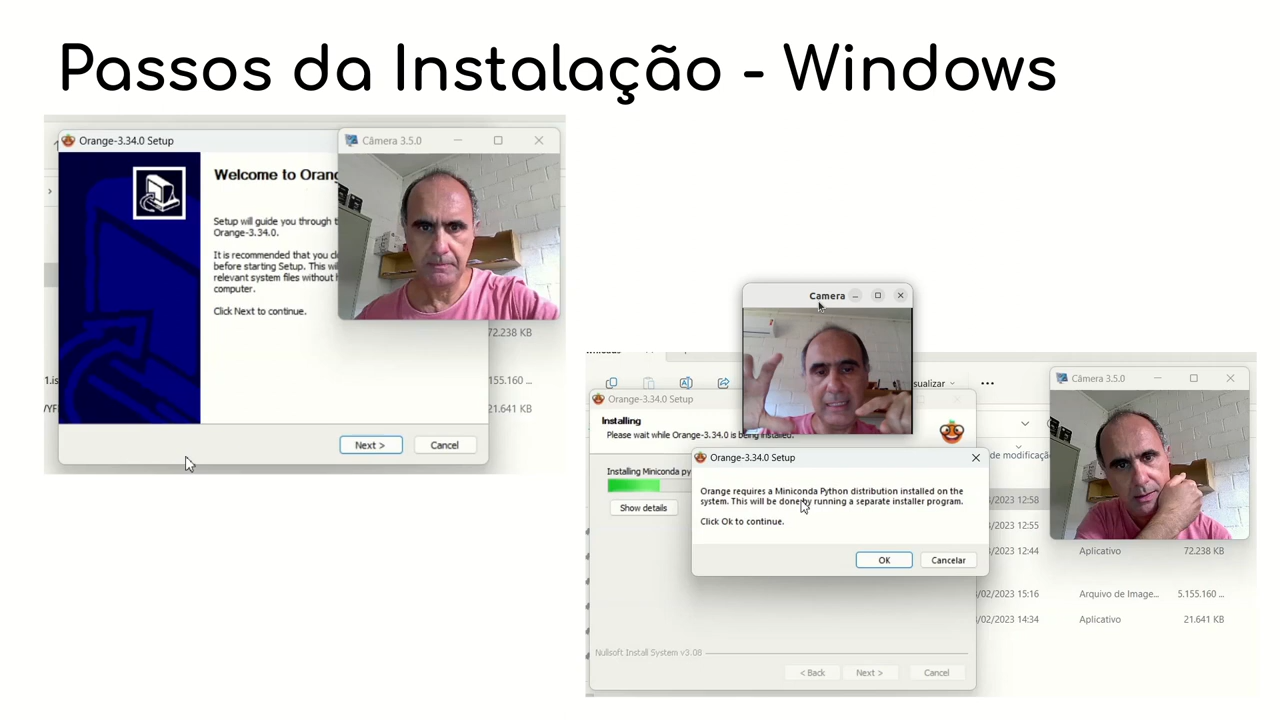 Passos da Instalação - Windows
Orange-3.34.0 Setup
Câmera 3.5.0
Welcome to Orang
Setup will guide you through t
Orange-3.34.0.
It is recommended that you cl
before starting Setup. This wil
relevant system files without
computer.
Click Next to continue.
72.238 KB
155.160 ...
21.641 KB
Next >
Cancel
Camera
sualizar
Orange-3.34.0 Setup
Câmera 3.5.0
Installing
Please wait while Orange-3.34.0 is being installed.
de modificação
Installing Miniconda py
Show details
Orange-3.34.0 Setup
Orange requires a Miniconda Python distribution installed on the
system. This will be done by running a separate installer program.
Click Ok to continue.
OK
Cancelar
/02/2023 12:58
/02/2023 12:55
/02/2023 12:44
Aplicativo
72.238 KB
/02/2023 15:16
Arquivo de Image...
5.155.160 ...
/02/2023 14:34
Aplicativo
21.641 KB
Nullsoft Install System v3.08
< Back
Next >
Cancel